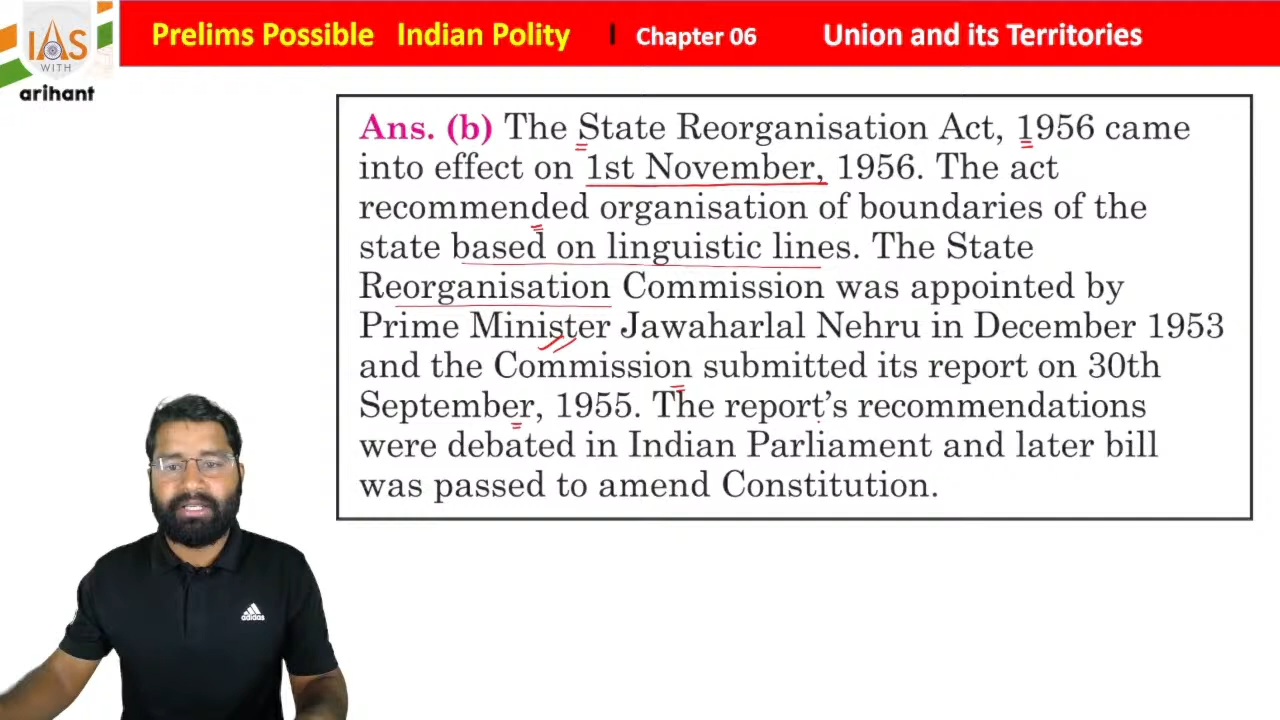 IAS
WITH
arihant
Prelims Possible Indian Polity | Chapter 06 Union and its Territories
Ans. (b) The State Reorganisation Act, 1956 came
into effect on 1st November, 1956. The act
recommended organisation of boundaries of the
state based on linguistic lines. The State
Reorganisation Commission was appointed by
Prime Minister Jawaharlal Nehru in December 1953
and the Commission submitted its report on 30th
September, 1955. The report's recommendations
were debated in Indian Parliament and later bill
was passed to amend Constitution.
adidas